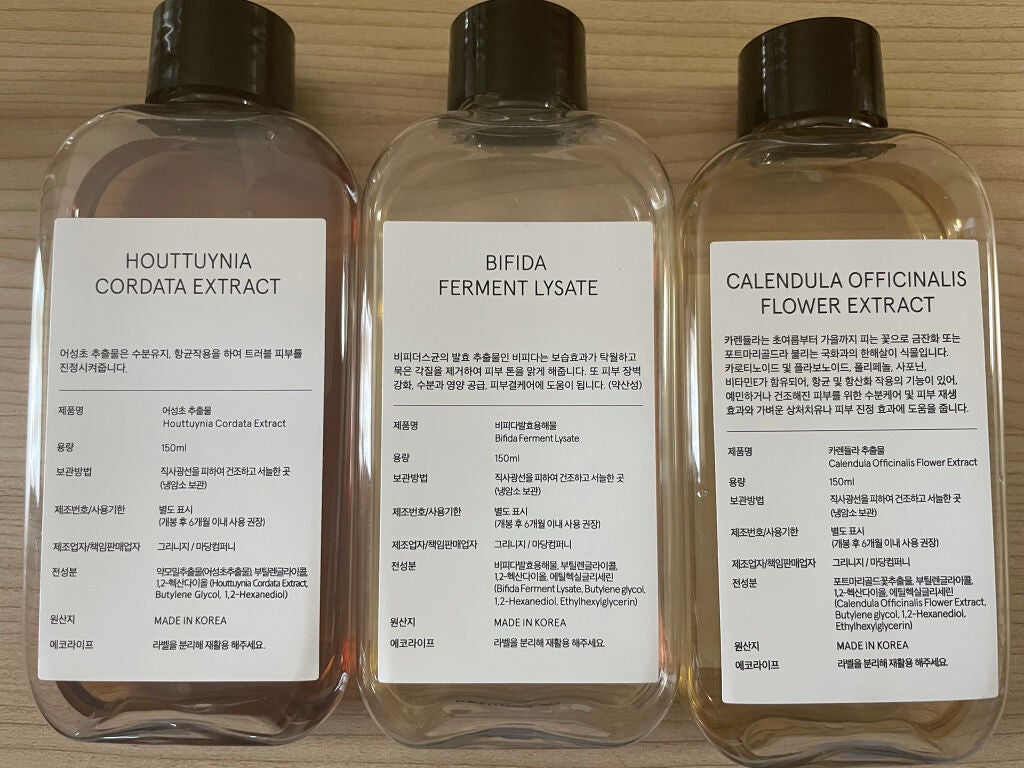 HOUTTUYNIA
CORDATA EXTRACT
어성초 추출물은 수분유지, 항균작용을 하여 트러블 피부를
진정시켜줍니다.
제품명 어성초 추출물
Houttuynia Cordata Extract
용량 150ml
보관방법 직사광선을 피하여 건조하고 서늘한 곳
(냉암소 보관)
제조번호/사용기한 별도 표시
(개봉 후 6개월 이내 사용 권장)
제조업자/책임판매업자 그리니지 / 마당컴퍼니
전성분 약모밀추출물(어성초추출물), 부틸렌글라이콜,
1,2-헥산다이올 (Houttuynia Cordata Extract,
Butylene Glycol, 1,2-Hexanediol)
원산지 MADE IN KOREA
에코라이프 라벨을 분리해 재활용 해주세요.
BIFIDA
FERMENT LYSATE
비피더스균의 발효 추출물인 비피다는 보습효과가 탁월하고
묵은 각질을 제거하여 피부 톤을 맑게 해줍니다. 또 피부 장벽
강화, 수분과 영양 공급, 피부결케어에 도움이 됩니다. (약산성)
제품명 비피다발효용해물
Bifida Ferment Lysate
용량 150ml
보관방법 직사광선을 피하여 건조하고 서늘한 곳
(냉암소 보관)
제조번호/사용기한 별도 표시
(개봉 후 6개월 이내 사용 권장)
제조업자/책임판매업자 그리니지 / 마당컴퍼니
전성분 비피다발효용해물, 부틸렌글라이콜,
1,2-헥산다이올, 에틸헥실글리세린
(Bifida Ferment Lysate, Butylene glycol,
1,2-Hexanediol, Ethylhexylglycerin)
원산지 MADE IN KOREA
에코라이프 라벨을 분리해 재활용 해주세요.
CALENDULA OFFICINALIS
FLOWER EXTRACT
카렌듈라는 초여름부터 가을까지 피는 꽃으로 금잔화 또는
포트마리골드라 불리는 국화과의 한해살이 식물입니다.
카로티노이드 및 플라보노이드, 폴리페놀, 사포닌,
비타민E가 함유되어, 항균 및 항산화 작용의 기능이 있어,
예민하거나 건조해진 피부를 위한 수분케어 및 피부 재생
효과와 가벼운 상처치유나 피부 진정 효과에 도움을 줍니다.
제품명 카렌듈라 추출물
Calendula Officinalis Flower Extract
용량 150ml
보관방법 직사광선을 피하여 건조하고 서늘한 곳
(냉암소 보관)
제조번호/사용기한 별도 표시
(개봉 후 6개월 이내 사용 권장)
제조업자/책임판매업자 그리니지 / 마당컴퍼니
전성분 포트마리골드꽃추출물, 부틸렌글라이콜,
1,2-헥산다이올, 에틸헥실글리세린
(Calendula Officinalis Flower Extract,
Butylene glycol, 1,2-Hexanediol,
Ethylhexylglycerin)
원산지 MADE IN KOREA
에코라이프 라벨을 분리해 재활용 해주세요.